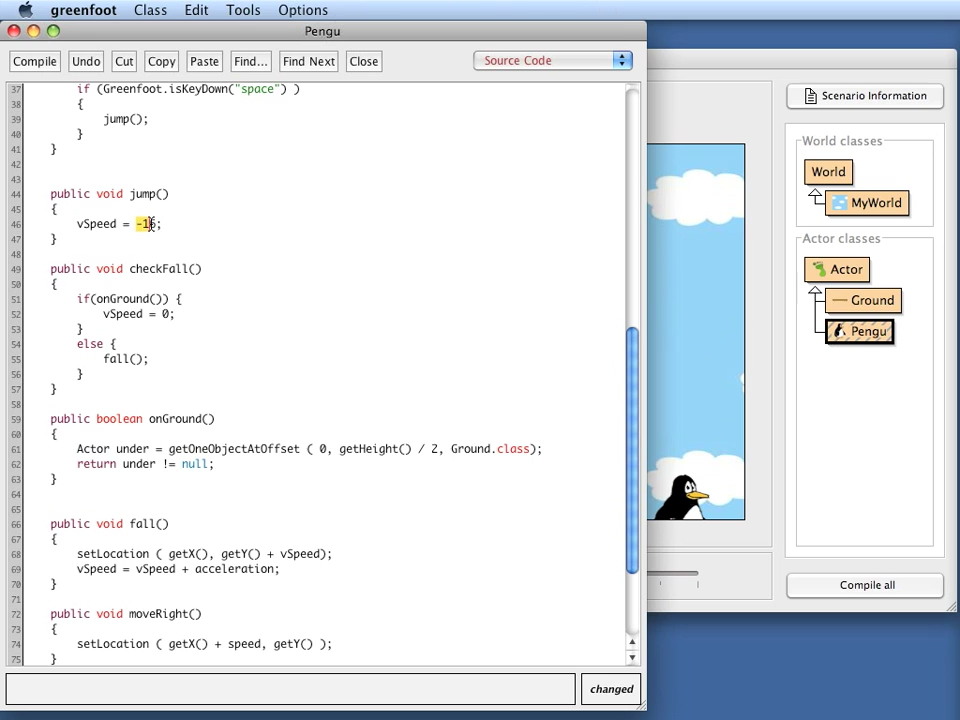 greenfoot Class Edit Tools Options
Pengu
Compile Undo Cut Copy Paste Find... Find Next Close Source Code
37 if (Greenfoot.isKeyDown("space") )
38 {
39 jump();
40 }
41 }
42
43
44 public void jump()
45 {
46 vSpeed = -16;
47 }
48
49 public void checkFall()
50 {
51 if(onGround()) {
52 vSpeed = 0;
53 }
54 else {
55 fall();
56 }
57 }
58
59 public boolean onGround()
60 {
61 Actor under = getOneObjectAtOffset ( 0, getHeight() / 2, Ground.class);
62 return under != null;
63 }
64
65
66 public void fall()
67 {
68 setLocation ( getX(), getY() + vSpeed);
69 vSpeed = vSpeed + acceleration;
70 }
71
72 public void moveRight()
73 {
74 setLocation ( getX() + speed, getY() );
75 }
changed
Scenario Information
World classes
World
MyWorld
Actor classes
Actor
Ground
Pengu
Compile all